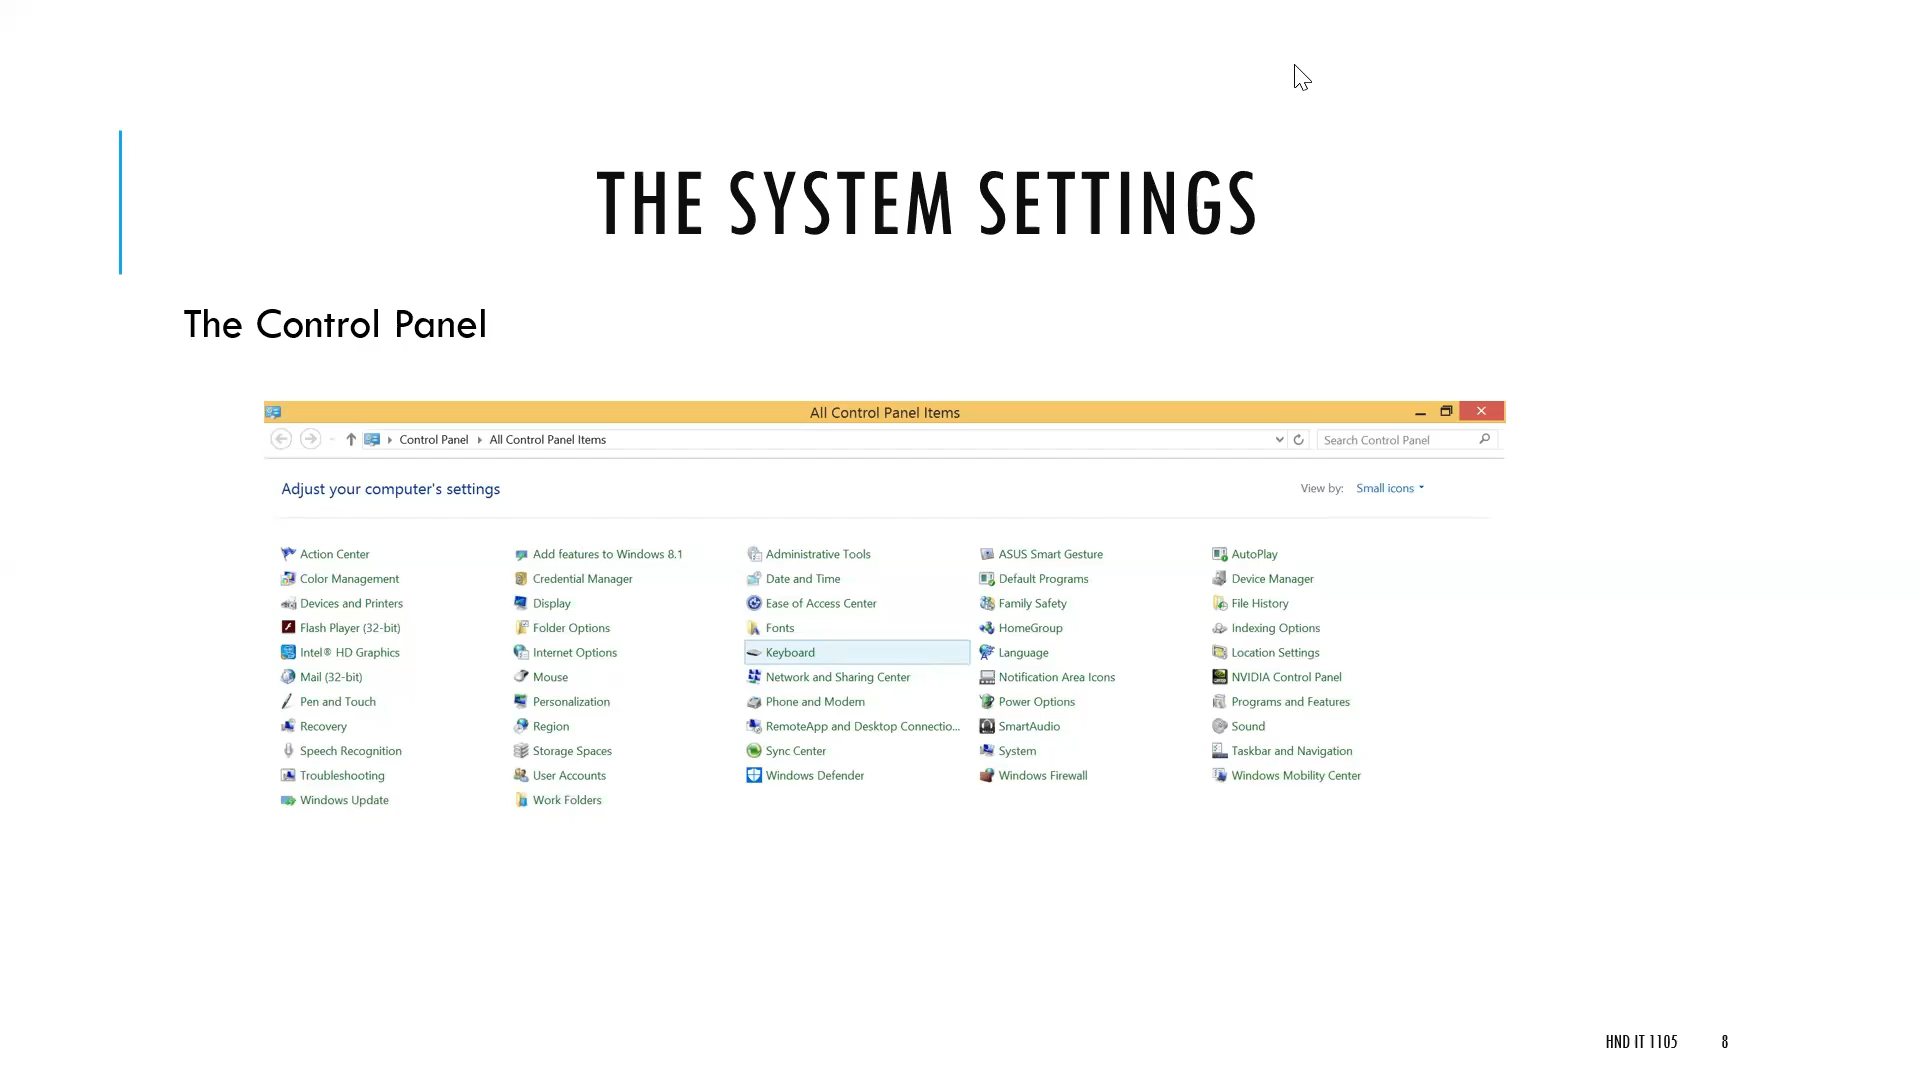 THE SYSTEM SETTINGS
The Control Panel
All Control Panel Items
Control Panel All Control Panel Items
Search Control Panel
Adjust your computer's settings
View by: Small icons
Action Center
Add features to Windows 8.1
Administrative Tools
ASUS Smart Gesture
AutoPlay
Color Management
Credential Manager
Date and Time
Default Programs
Device Manager
Devices and Printers
Display
Ease of Access Center
Family Safety
File History
Flash Player (32-bit)
Folder Options
Fonts
HomeGroup
Indexing Options
Intel® HD Graphics
Internet Options
Keyboard
Language
Location Settings
Mail (32-bit)
Mouse
Network and Sharing Center
Notification Area Icons
NVIDIA Control Panel
Pen and Touch
Personalization
Phone and Modem
Power Options
Programs and Features
Recovery
Region
RemoteApp and Desktop Connectio...
SmartAudio
Sound
Speech Recognition
Storage Spaces
Sync Center
System
Taskbar and Navigation
Troubleshooting
User Accounts
Windows Defender
Windows Firewall
Windows Mobility Center
Windows Update
Work Folders
HND IT 1105 8